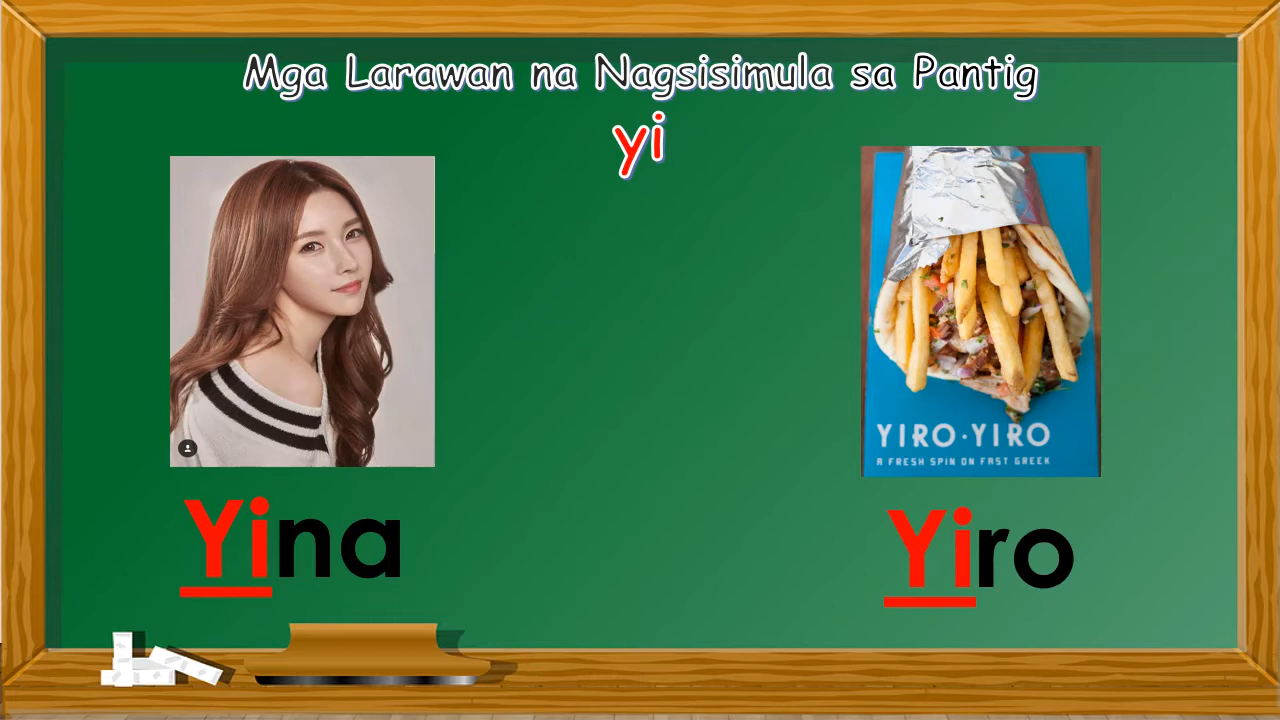 Mga Larawan na Nagsisimula sa Pantig
yi
YIRO·YIRO
A FRESH SPIN ON FAST GREEK
Yina
Yiro